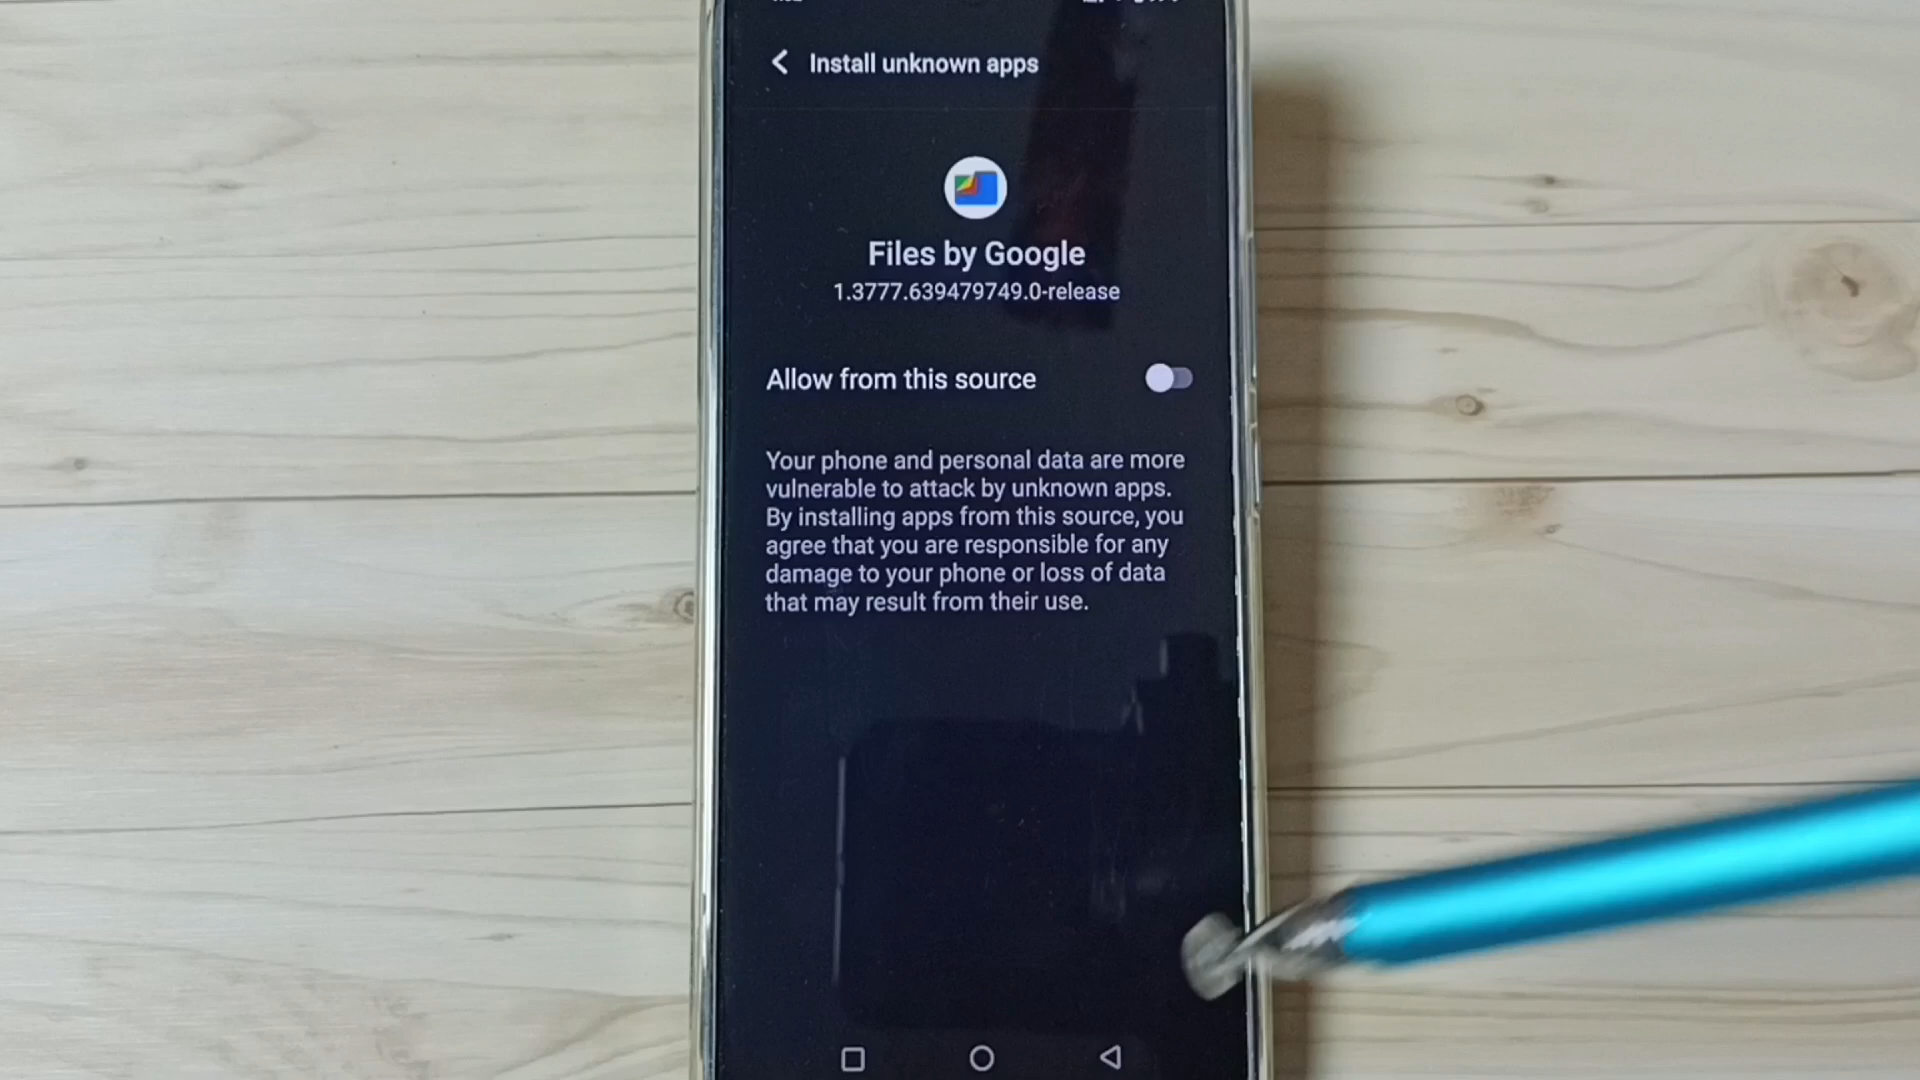 Install unknown apps
Files by Google
1.3777.639479749.0-release
Allow from this source
Your phone and personal data are more
vulnerable to attack by unknown apps.
By installing apps from this source, you
agree that you are responsible for any
damage to your phone or loss of data
that may result from their use.